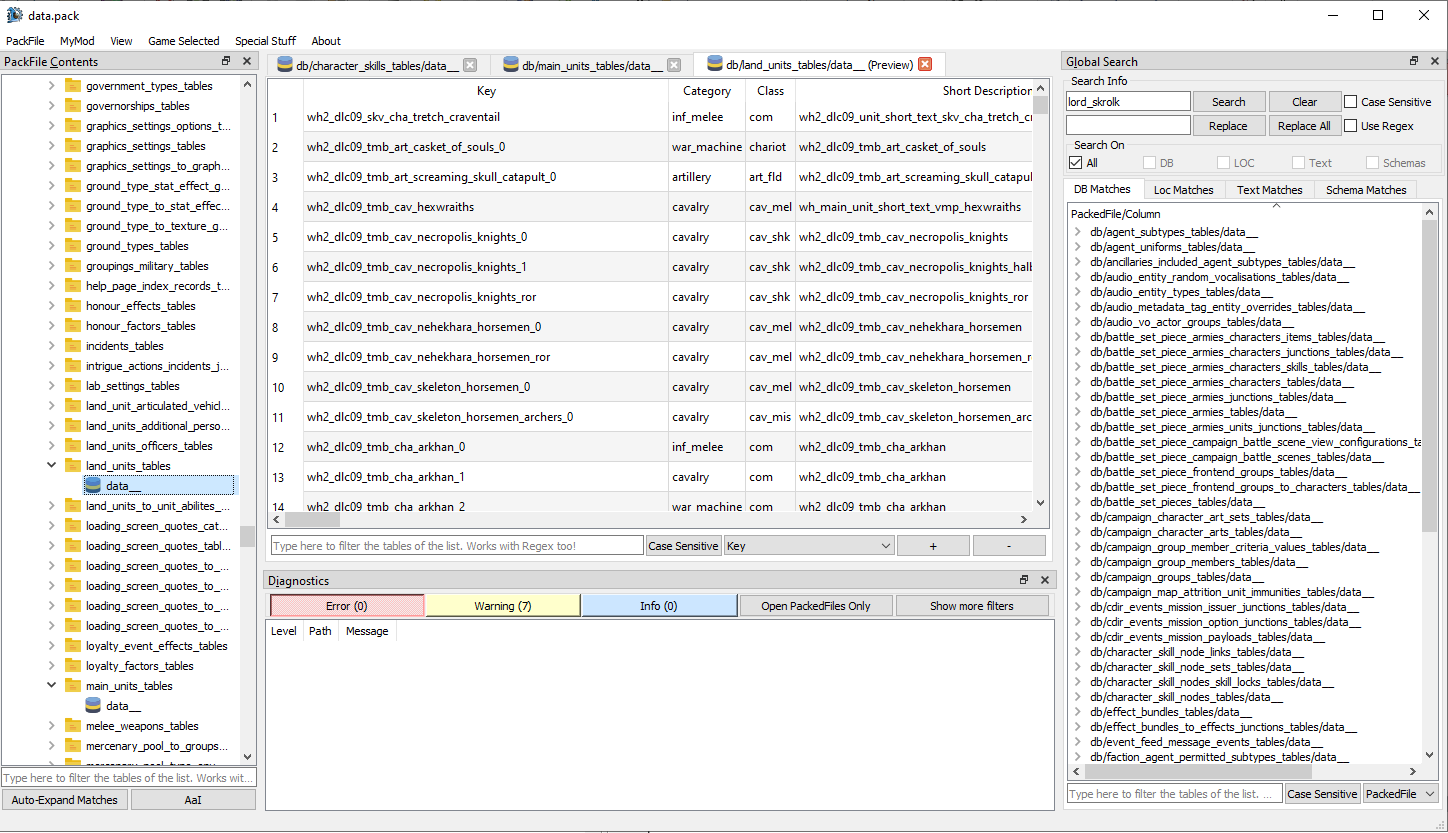 data.pack
PackFile MyMod View Game Selected Special Stuff About
PackFile Contents
government_types_tables
governorships_tables
graphics_settings_options_t...
graphics_settings_tables
graphics_settings_to_graph...
ground_type_stat_effect_g...
ground_type_to_stat_effec...
ground_type_to_texture_g...
ground_types_tables
groupings_military_tables
help_page_index_records_t...
honour_effects_tables
honour_factors_tables
incidents_tables
intrigue_actions_incidents_j...
lab_settings_tables
land_unit_articulated_vehicl...
land_units_additional_perso...
land_units_officers_tables
land_units_tables
data__
land_units_to_unit_abilites_...
loading_screen_quotes_cat...
loading_screen_quotes_tabl...
loading_screen_quotes_to_...
loading_screen_quotes_to_...
loading_screen_quotes_to_...
loading_screen_quotes_to_...
loyalty_event_effects_tables
loyalty_factors_tables
main_units_tables
data__
melee_weapons_tables
mercenary_pool_to_groups...
Type here to filter the tables of the list. Works wit...
Auto-Expand Matches AaI
db/character_skills_tables/data__ db/main_units_tables/data__ db/land_units_tables/data__ (Preview)
Key Category Class Short Description
1 wh2_dlc09_skv_cha_tretch_craventail inf_melee com wh2_dlc09_unit_short_text_skv_cha_tretch_cr
2 wh2_dlc09_tmb_art_casket_of_souls_0 war_machine chariot wh2_dlc09_tmb_art_casket_of_souls
3 wh2_dlc09_tmb_art_screaming_skull_catapult_0 artillery art_fld wh2_dlc09_tmb_art_screaming_skull_catapul
4 wh2_dlc09_tmb_cav_hexwraiths cavalry cav_mel wh_main_unit_short_text_vmp_hexwraiths
5 wh2_dlc09_tmb_cav_necropolis_knights_0 cavalry cav_shk wh2_dlc09_tmb_cav_necropolis_knights
6 wh2_dlc09_tmb_cav_necropolis_knights_1 cavalry cav_shk wh2_dlc09_tmb_cav_necropolis_knights_halb
7 wh2_dlc09_tmb_cav_necropolis_knights_ror cavalry cav_shk wh2_dlc09_tmb_cav_necropolis_knights_ror
8 wh2_dlc09_tmb_cav_nehekhara_horsemen_0 cavalry cav_mel wh2_dlc09_tmb_cav_nehekhara_horsemen
9 wh2_dlc09_tmb_cav_nehekhara_horsemen_ror cavalry cav_mel wh2_dlc09_tmb_cav_nehekhara_horsemen_r
10 wh2_dlc09_tmb_cav_skeleton_horsemen_0 cavalry cav_mel wh2_dlc09_tmb_cav_skeleton_horsemen
11 wh2_dlc09_tmb_cav_skeleton_horsemen_archers_0 cavalry cav_mis wh2_dlc09_tmb_cav_skeleton_horsemen_arc
12 wh2_dlc09_tmb_cha_arkhan_0 inf_melee com wh2_dlc09_tmb_cha_arkhan
13 wh2_dlc09_tmb_cha_arkhan_1 cavalry com wh2_dlc09_tmb_cha_arkhan
14 wh2_dlc09_tmb_cha_arkhan_2 war_machine com wh2_dlc09_tmb_cha_arkhan
Type here to filter the tables of the list. Works with Regex too! Case Sensitive Key + -
Diagnostics
Error (0) Warning (7) Info (0) Open PackedFiles Only Show more filters
Level Path Message
Global Search
Search Info
lord_skrolk Search Clear Case Sensitive
Replace Replace All Use Regex
Search On
All DB LOC Text Schemas
DB Matches Loc Matches Text Matches Schema Matches
PackedFile/Column
db/agent_subtypes_tables/data__
db/agent_uniforms_tables/data__
db/ancillaries_included_agent_subtypes_tables/data__
db/audio_entity_random_vocalisations_tables/data__
db/audio_entity_types_tables/data__
db/audio_metadata_tag_entity_overrides_tables/data__
db/audio_vo_actor_groups_tables/data__
db/battle_set_piece_armies_characters_items_tables/data__
db/battle_set_piece_armies_characters_junctions_tables/data__
db/battle_set_piece_armies_characters_skills_tables/data__
db/battle_set_piece_armies_characters_tables/data__
db/battle_set_piece_armies_junctions_tables/data__
db/battle_set_piece_armies_tables/data__
db/battle_set_piece_armies_units_junctions_tables/data__
db/battle_set_piece_campaign_battle_scene_view_configurations_ta
db/battle_set_piece_campaign_battle_scenes_tables/data__
db/battle_set_piece_frontend_groups_tables/data__
db/battle_set_piece_frontend_groups_to_characters_tables/data__
db/battle_set_pieces_tables/data__
db/campaign_character_art_sets_tables/data__
db/campaign_character_arts_tables/data__
db/campaign_group_member_criteria_values_tables/data__
db/campaign_group_members_tables/data__
db/campaign_groups_tables/data__
db/campaign_map_attrition_unit_immunities_tables/data__
db/cdir_events_mission_issuer_junctions_tables/data__
db/cdir_events_mission_option_junctions_tables/data__
db/cdir_events_mission_payloads_tables/data__
db/character_skill_node_links_tables/data__
db/character_skill_node_sets_tables/data__
db/character_skill_nodes_skill_locks_tables/data__
db/character_skill_nodes_tables/data__
db/effect_bundles_tables/data__
db/effect_bundles_to_effects_junctions_tables/data__
db/event_feed_message_events_tables/data__
db/faction_agent_permitted_subtypes_tables/data__
Type here to filter the tables of the list. ... Case Sensitive PackedFile